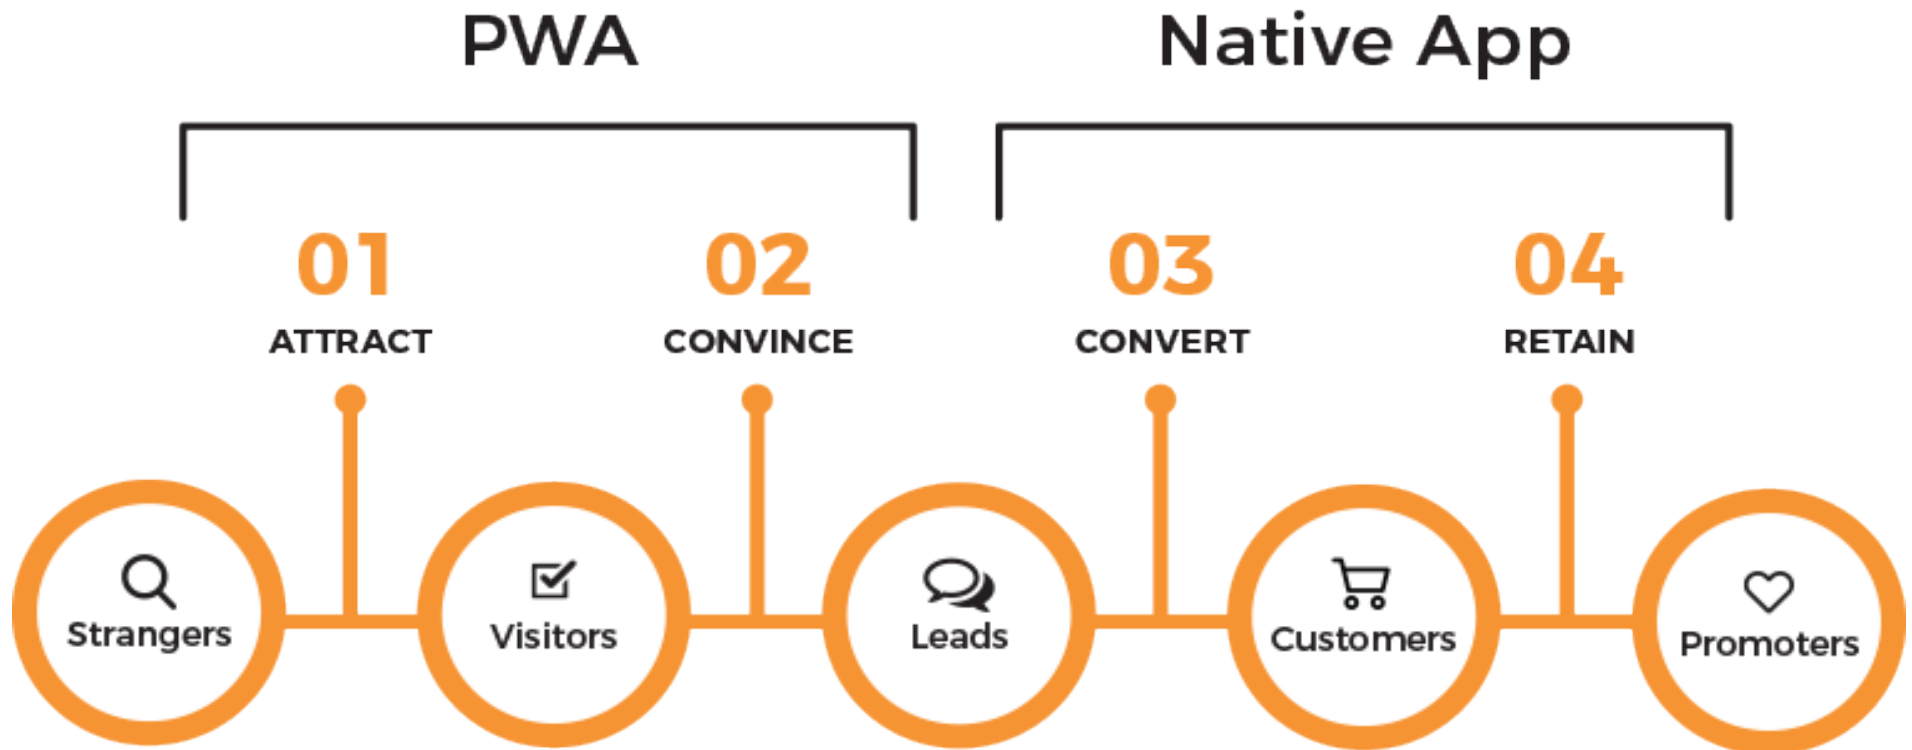 PWA
Native App
01
02
03
04
ATTRACT
CONVINCE
CONVERT
RETAIN
Strangers
Visitors
Leads
Customers
Promoters